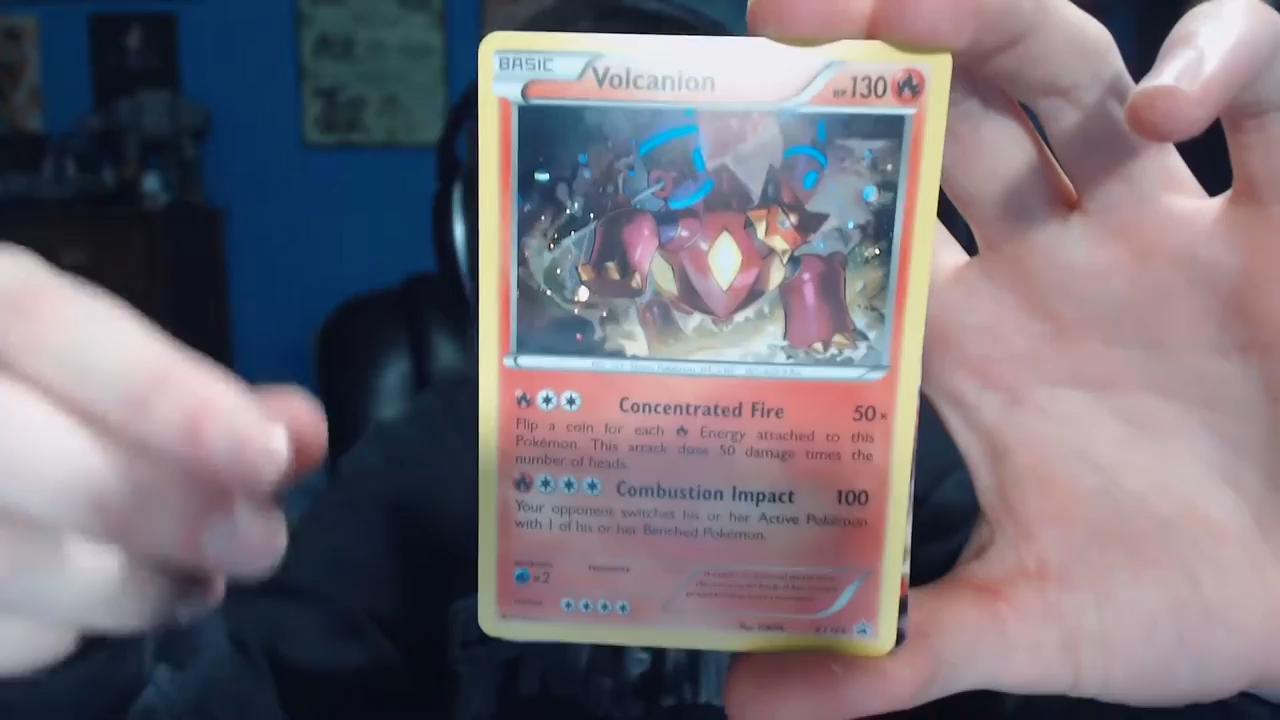 BASIC
Volcanion
HP 130
Concentrated Fire 50×
Flip a coin for each Energy attached to this
Pokémon. This attack does 50 damage times the
number of heads.
Combustion Impact 100
Your opponent switches his or her Active Pokémon
with 1 of his or her Benched Pokémon.
×2